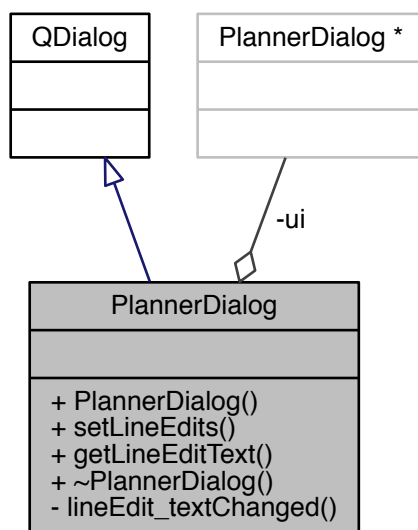 QDialog
PlannerDialog *
-ui
PlannerDialog
+ PlannerDialog()
+ setLineEdits()
+ getLineEditText()
+ ~PlannerDialog()
- lineEdit_textChanged()